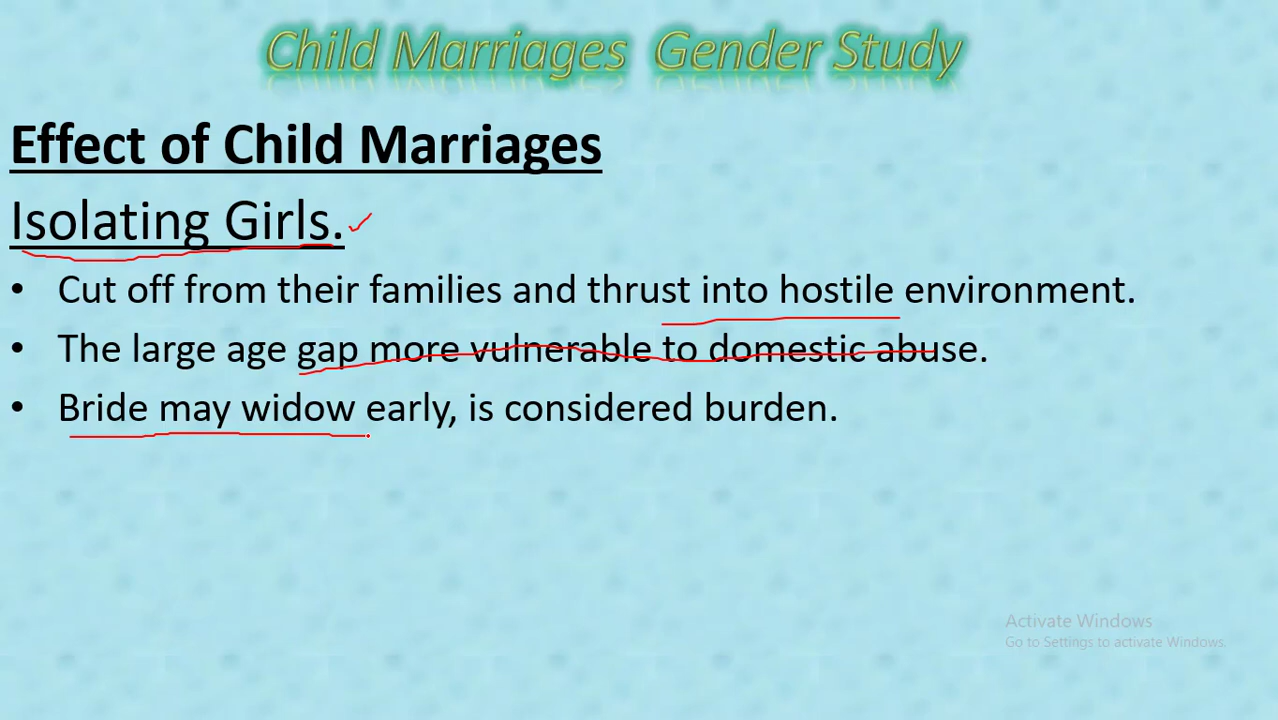 Child Marriages Gender Study
Effect of Child Marriages
Isolating Girls.
• Cut off from their families and thrust into hostile environment.
• The large age gap more vulnerable to domestic abuse.
• Bride may widow early, is considered burden.
Activate Windows
Go to Settings to activate Windows.